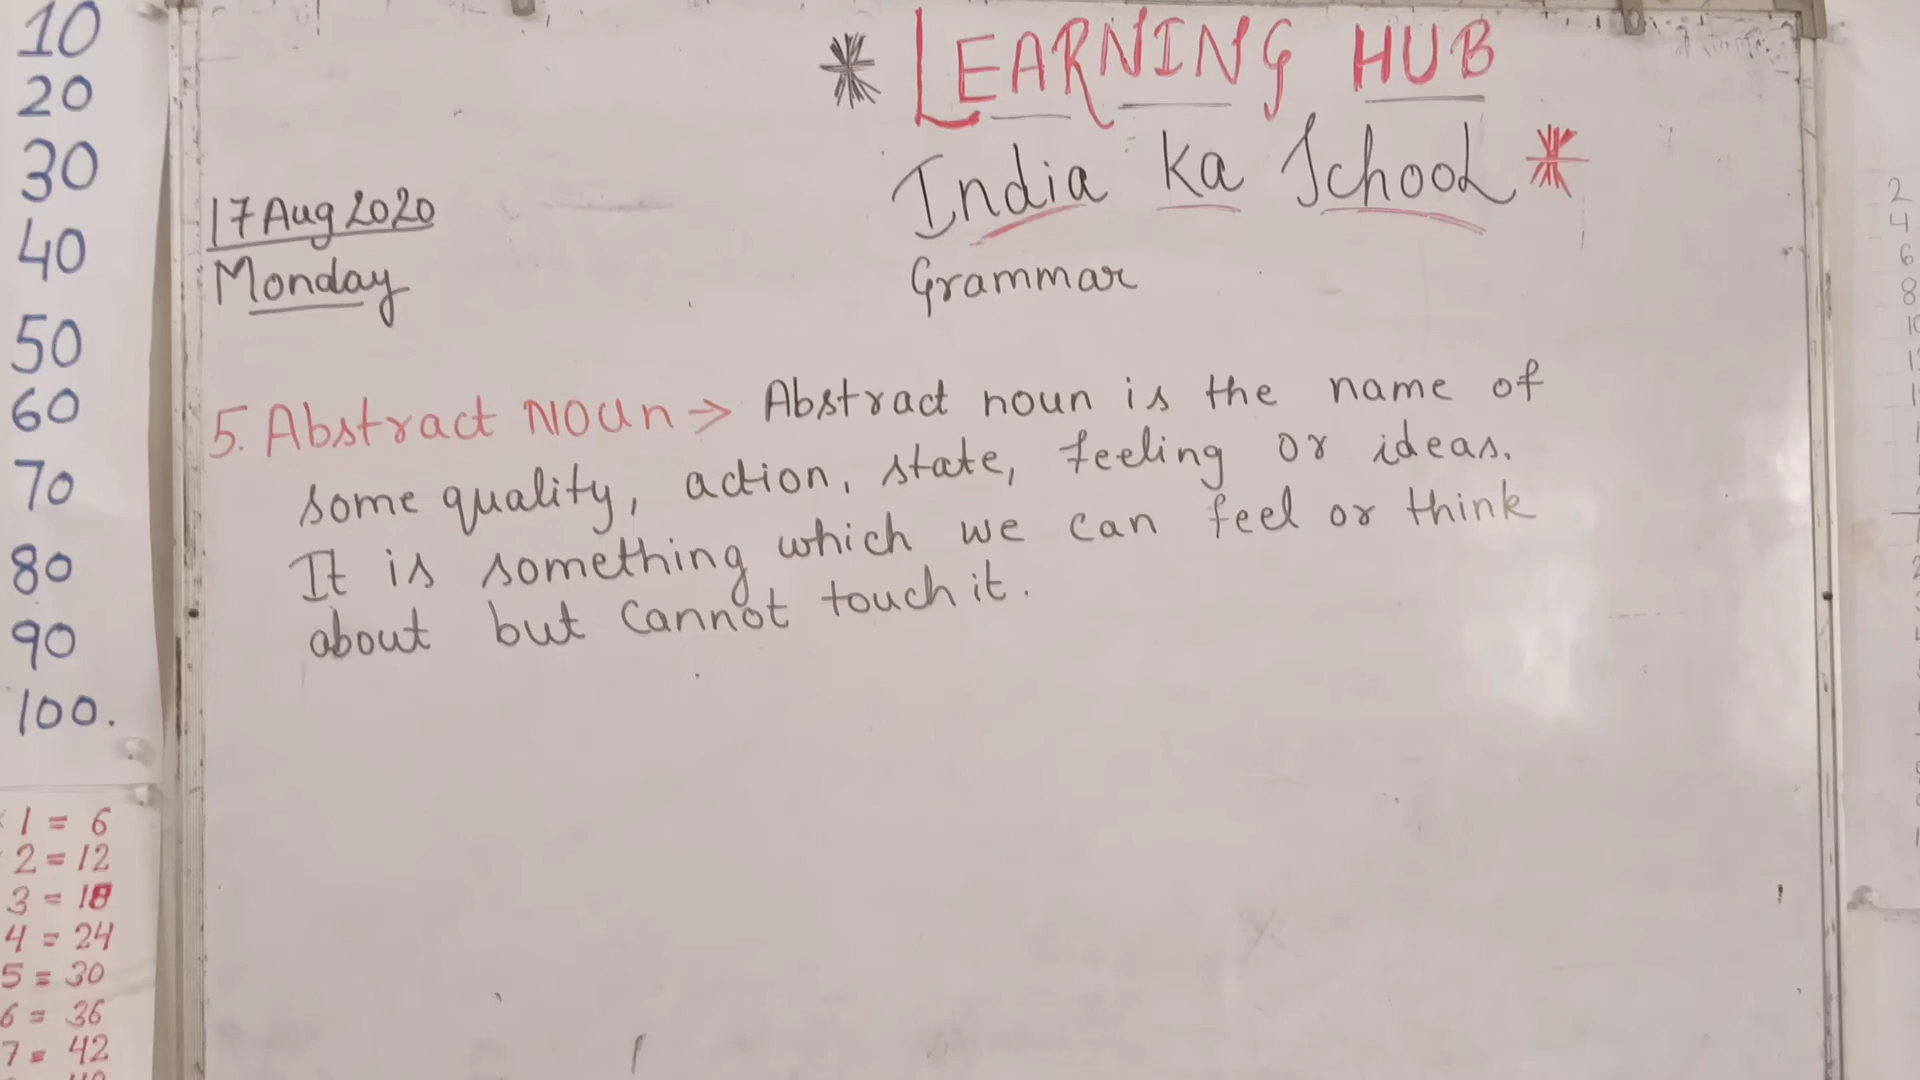 10
20
30
40
50
60
70
80
90
100.
1 = 6
2 = 12
3 = 18
4 = 24
5 = 30
6 = 36
7 = 42
* LEARNING HUB
India ka School *
17 Aug 2020
Monday
Grammar
5. Abstract Noun → Abstract noun is the name of
some quality, action, state, feeling or ideas.
It is something which we can feel or think
about but cannot touch it.
2
4
6
8